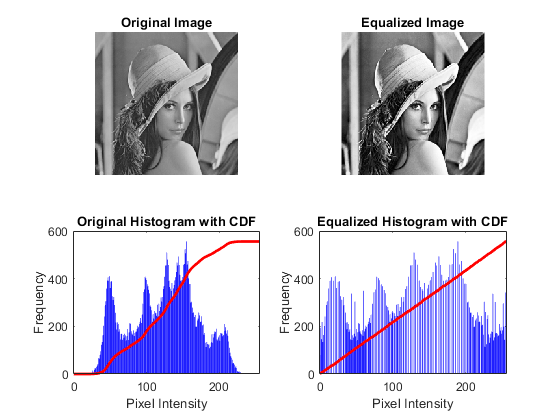 Original Image
Equalized Image
Original Histogram with CDF
Equalized Histogram with CDF
600
400
200
0
Frequency
0 100 200
Pixel Intensity
600
400
200
0
Frequency
0 100 200
Pixel Intensity